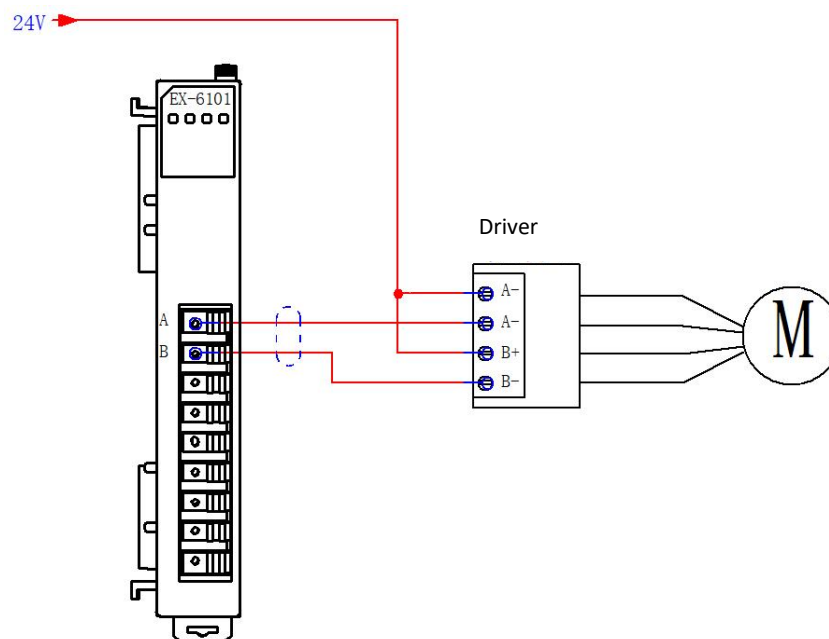 24V
EX-6101
Driver
A-
A
A-
B
B+
B-
M